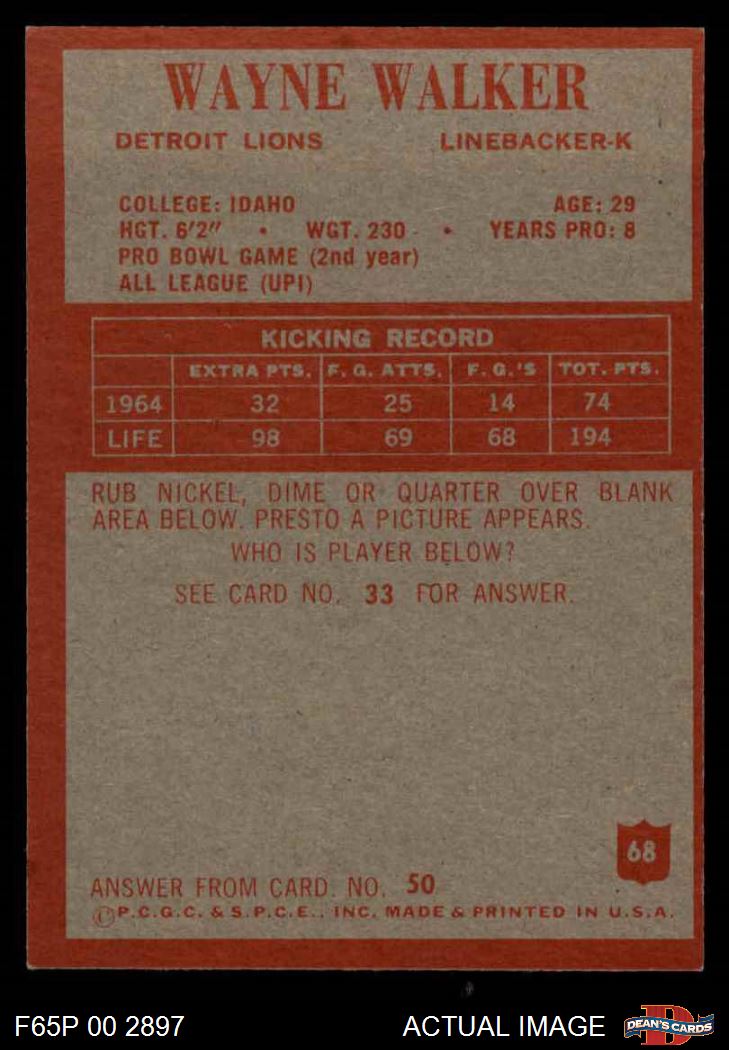 WAYNE WALKER
DETROIT LIONS LINEBACKER-K
COLLEGE: IDAHO AGE: 29
HGT. 6'2" • WGT. 230 • YEARS PRO: 8
PRO BOWL GAME (2nd year)
ALL LEAGUE (UPI)
KICKING RECORD
EXTRA PTS. F. G. ATTS. F. G.'S TOT. PTS.
1964 32 25 14 74
LIFE 98 69 68 194
RUB NICKEL, DIME OR QUARTER OVER BLANK
AREA BELOW. PRESTO A PICTURE APPEARS.
WHO IS PLAYER BELOW?
SEE CARD NO. 33 FOR ANSWER.
68
ANSWER FROM CARD. NO. 50
© P.C.G.C. & S.P.C.E., INC. MADE & PRINTED IN U.S.A.
F65P 00 2897 ACTUAL IMAGE D DEAN'S CARDS